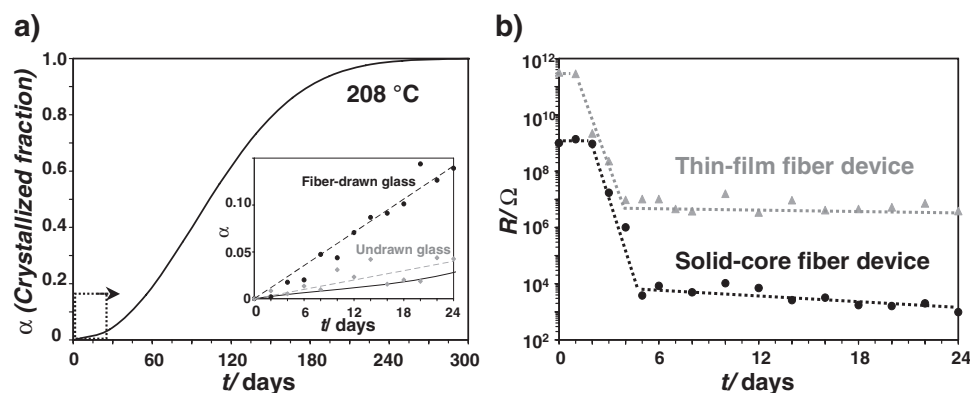 a)
α (Crystallized fraction)
1.0
0.8
0.6
0.4
0.2
0
208 °C
0 60 120 180 240 300
t/ days
α
0.10
0.05
0
Fiber-drawn glass
Undrawn glass
0 6 12 18 24
t/ days
b)
R/ Ω
10¹²
10¹⁰
10⁸
10⁶
10⁴
10²
Thin-film fiber device
Solid-core fiber device
0 6 12 18 24
t/ days